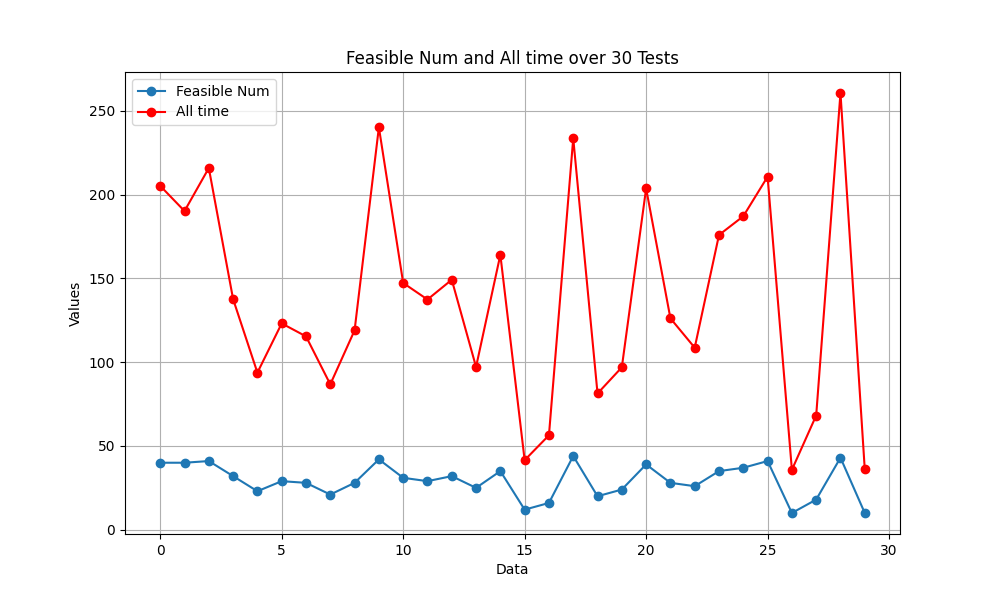 Feasible Num and All time over 30 Tests
Feasible Num
All time
250
200
150
100
50
0
Values
0 5 10 15 20 25 30
Data